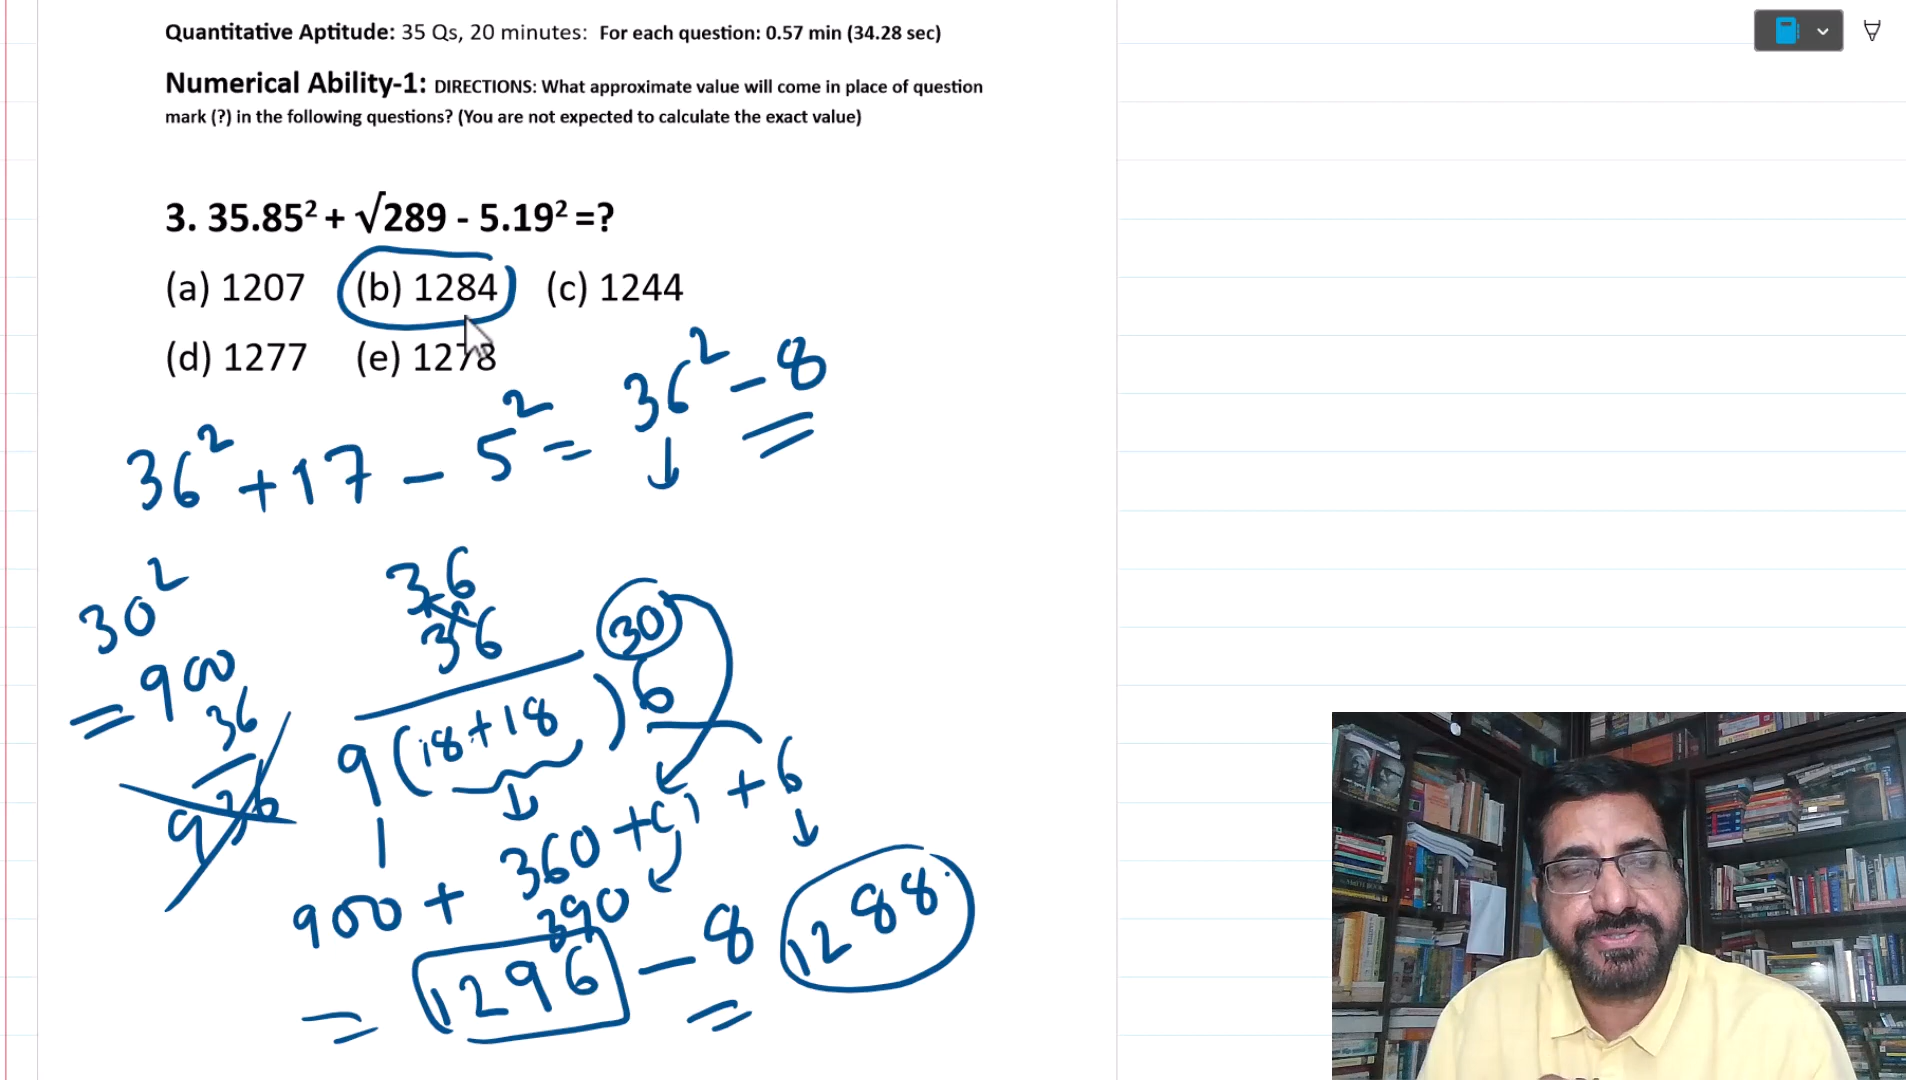 Quantitative Aptitude: 35 Qs, 20 minutes: For each question: 0.57 min (34.28 sec)
Numerical Ability-1: DIRECTIONS: What approximate value will come in place of question
mark (?) in the following questions? (You are not expected to calculate the exact value)
3. 35.85² + √289 - 5.19² =?
(a) 1207 (b) 1284 (c) 1244
(d) 1277 (e) 1278
36² + 17 - 5² = 36² - 8
30²
= 900
36
936
36
36
30
6
9 (18+18) 6
900 + 360 + + 6
390
= 1296 - 8 1288